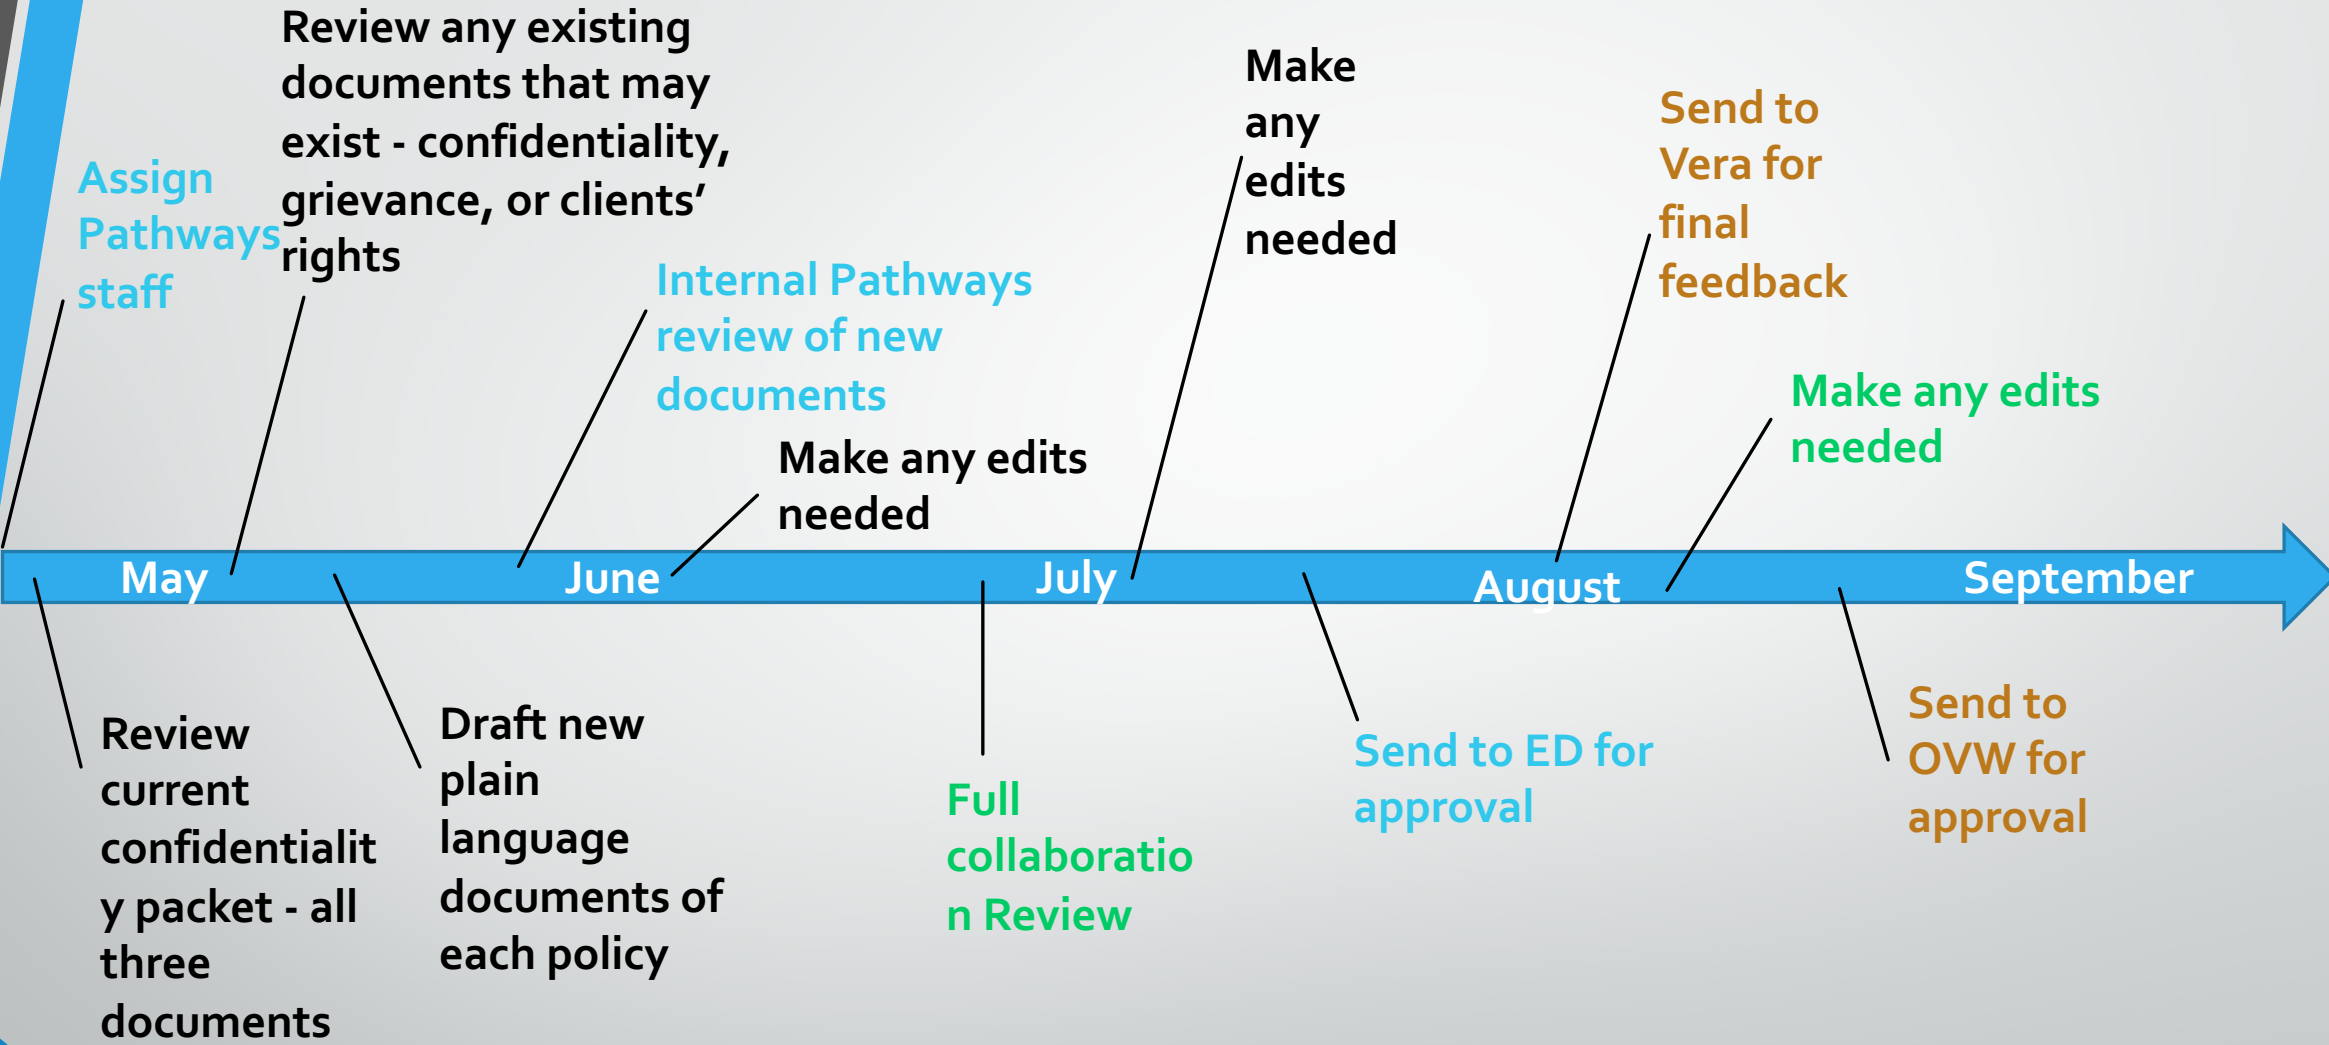 Assign
Pathways
staff
Review any existing
documents that may
exist - confidentiality,
grievance, or clients’
rights
Internal Pathways
review of new
documents
Make any edits
needed
Make
any
edits
needed
Send to
Vera for
final
feedback
Make any edits
needed
May
June
July
August
September
Review
current
confidentialit
y packet - all
three
documents
Draft new
plain
language
documents of
each policy
Full
collaboratio
n Review
Send to ED for
approval
Send to
OVW for
approval